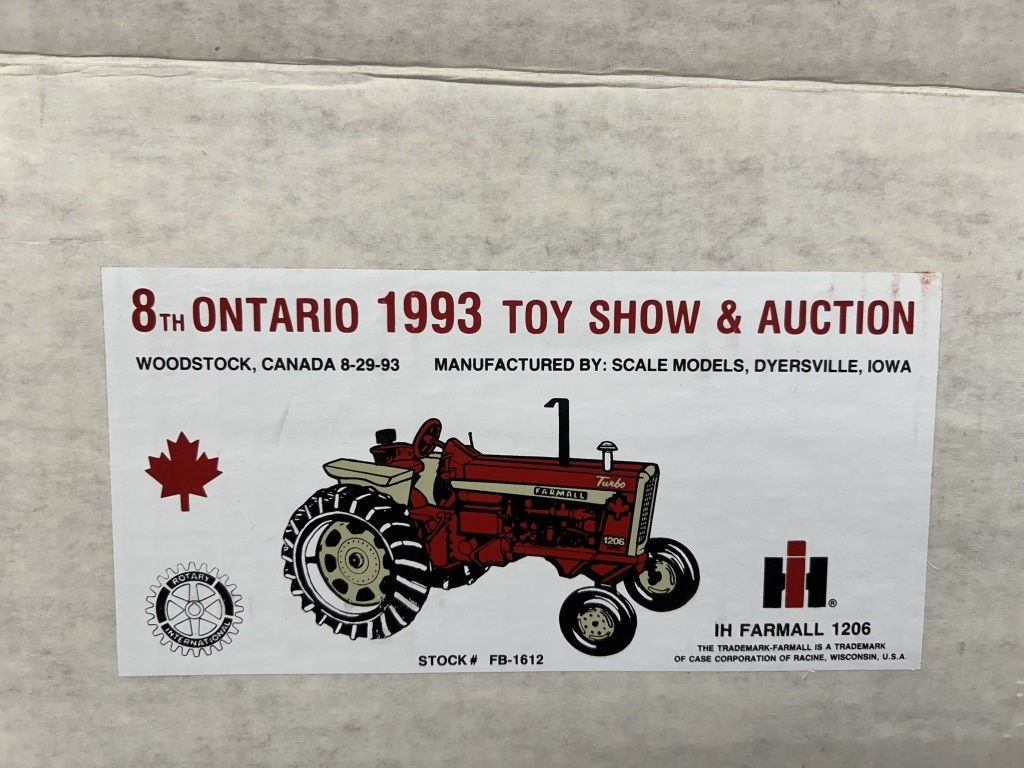 8TH ONTARIO 1993 TOY SHOW & AUCTION
WOODSTOCK, CANADA 8-29-93 MANUFACTURED BY: SCALE MODELS, DYERSVILLE, IOWA
Turbo
FARMALL
1206
ROTARY
INTERNATIONAL
IH ®
IH FARMALL 1206
THE TRADEMARK-FARMALL IS A TRADEMARK
OF CASE CORPORATION OF RACINE, WISCONSIN, U.S.A.
STOCK# FB-1612